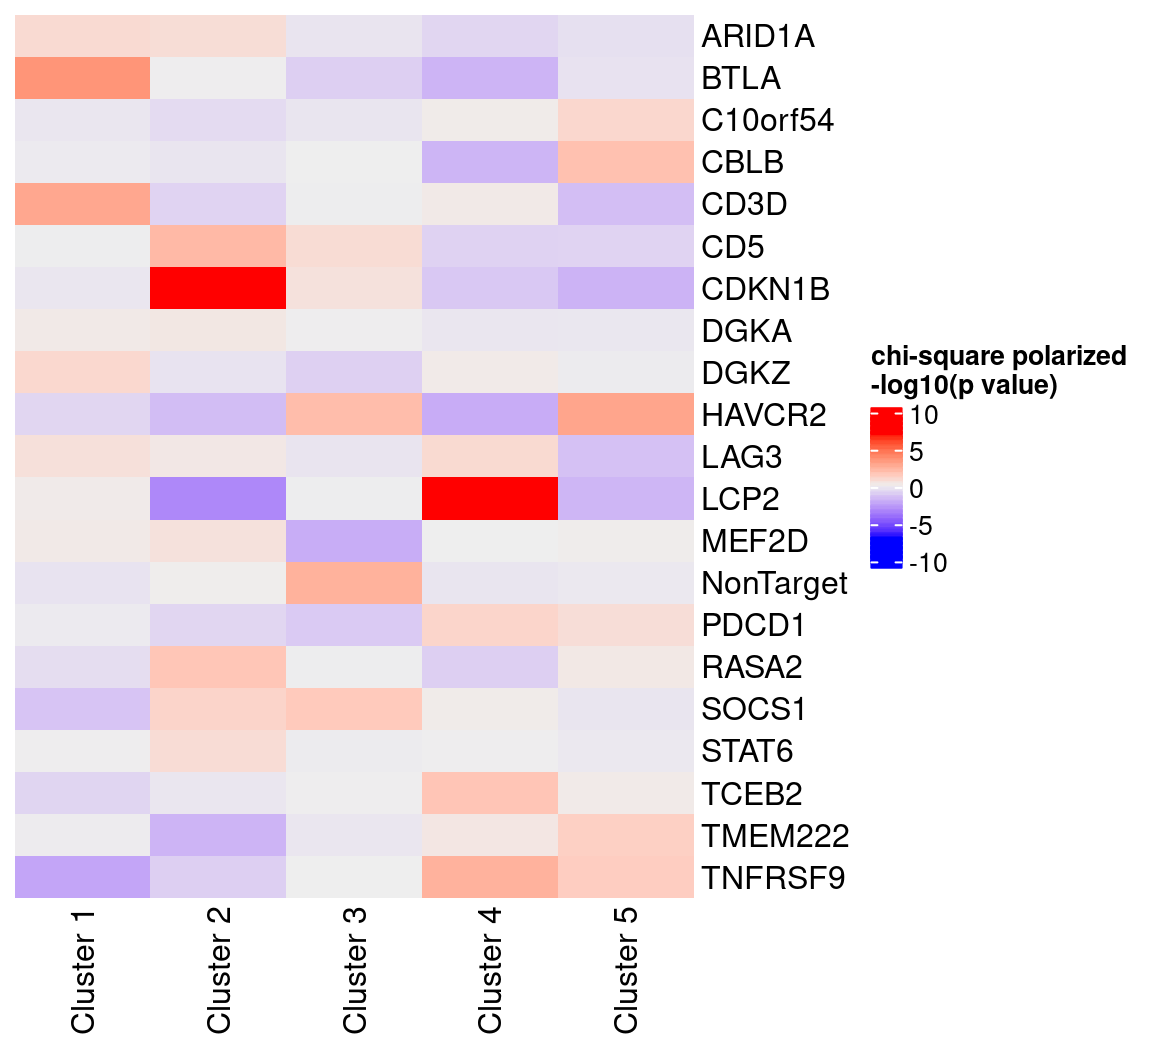 ARID1A
BTLA
C10orf54
CBLB
CD3D
CD5
CDKN1B
DGKA
DGKZ
HAVCR2
LAG3
LCP2
MEF2D
NonTarget
PDCD1
RASA2
SOCS1
STAT6
TCEB2
TMEM222
TNFRSF9
Cluster 1
Cluster 2
Cluster 3
Cluster 4
Cluster 5
chi-square polarized
-log10(p value)
10
5
0
-5
-10